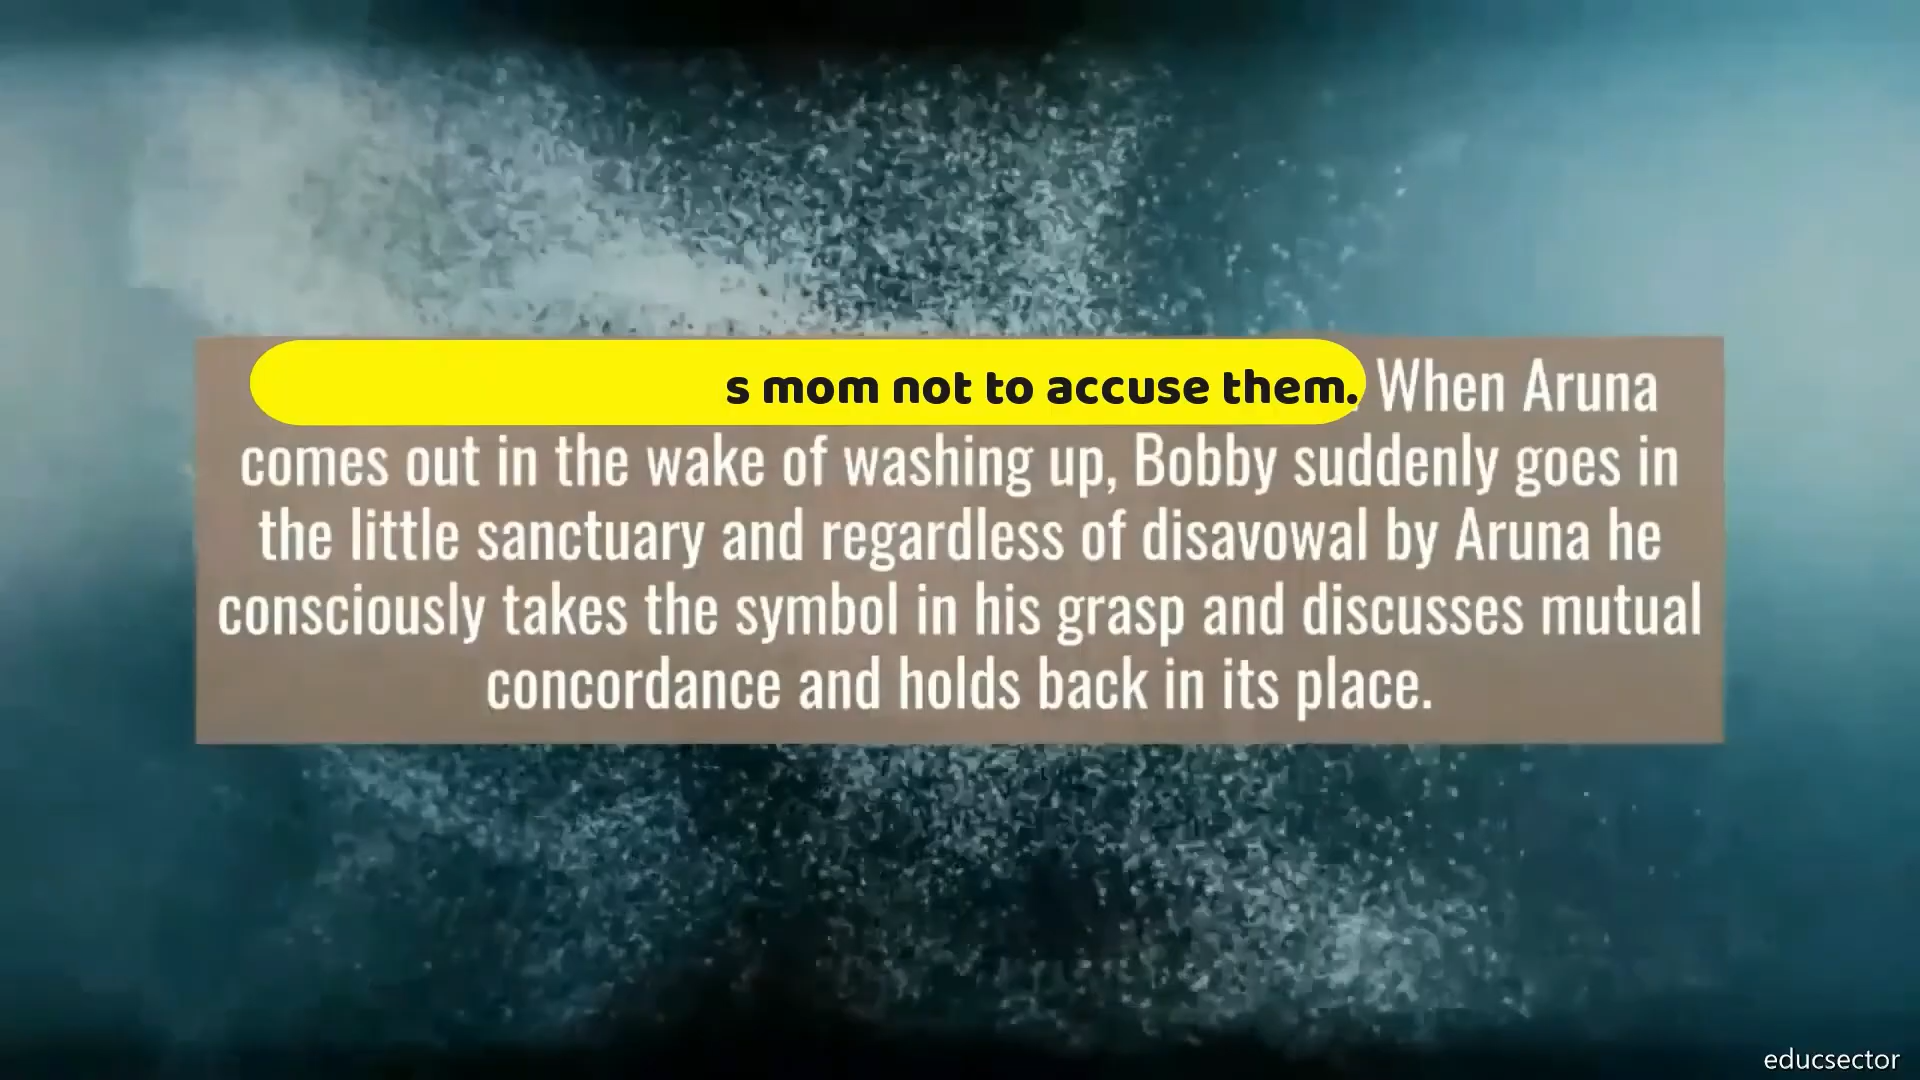 s mom not to accuse them. When Aruna
comes out in the wake of washing up, Bobby suddenly goes in
the little sanctuary and regardless of disavowal by Aruna he
consciously takes the symbol in his grasp and discusses mutual
concordance and holds back in its place.
educsector